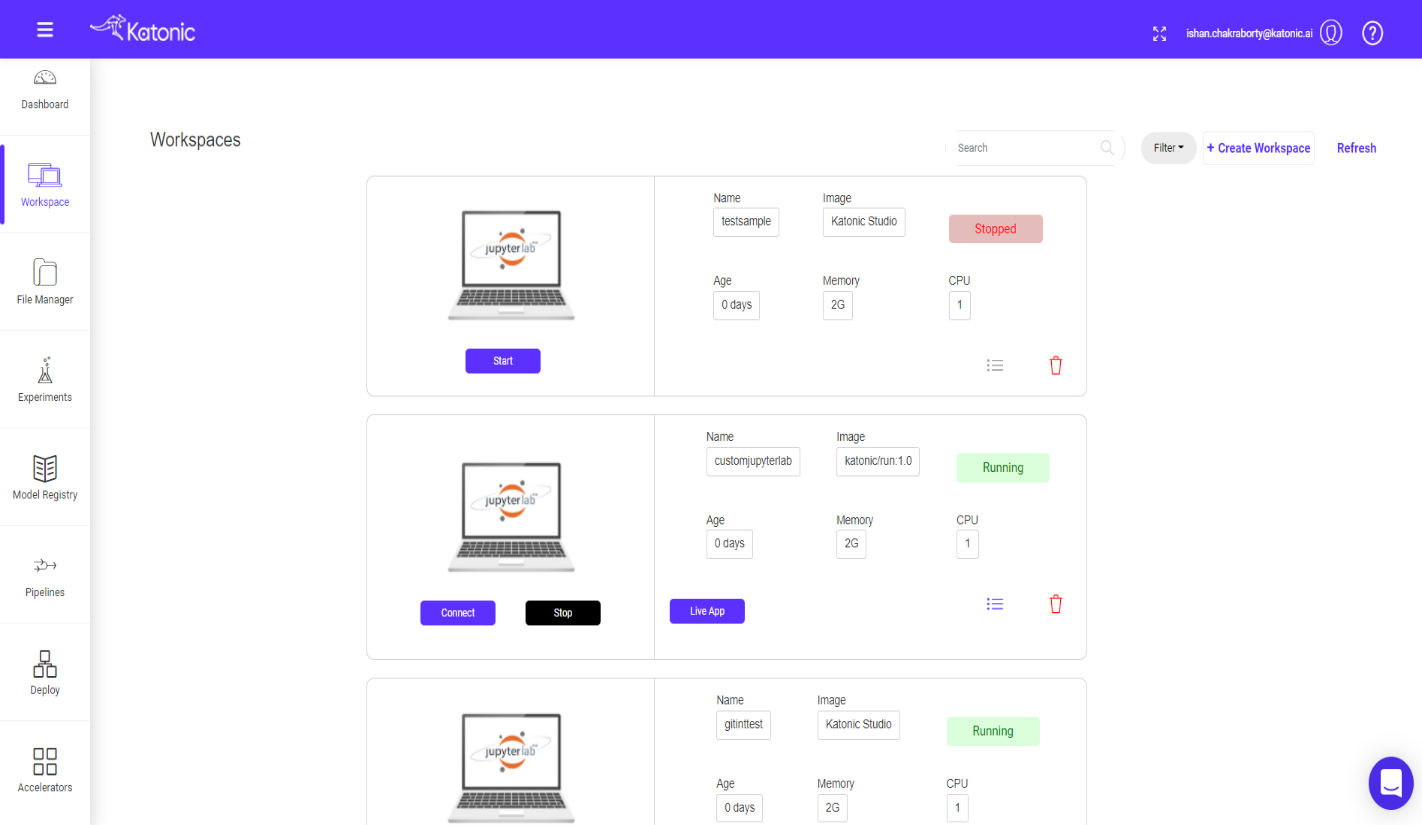 Katonic
ishan.chakraborty@katonic.ai
?
Dashboard
Workspace
File Manager
Experiments
Model Registry
Pipelines
Deploy
Accelerators
Workspaces
Search
Filter
+ Create Workspace
Refresh
jupyterlab
Start
Name Image
testsample Katonic Studio Stopped
Age Memory CPU
0 days 2G 1
jupyterlab
Connect Stop
Name Image
customjupyterlab katonic/run:1.0 Running
Age Memory CPU
0 days 2G 1
Live App
jupyterlab
Name Image
gitinttest Katonic Studio Running
Age Memory CPU
0 days 2G 1